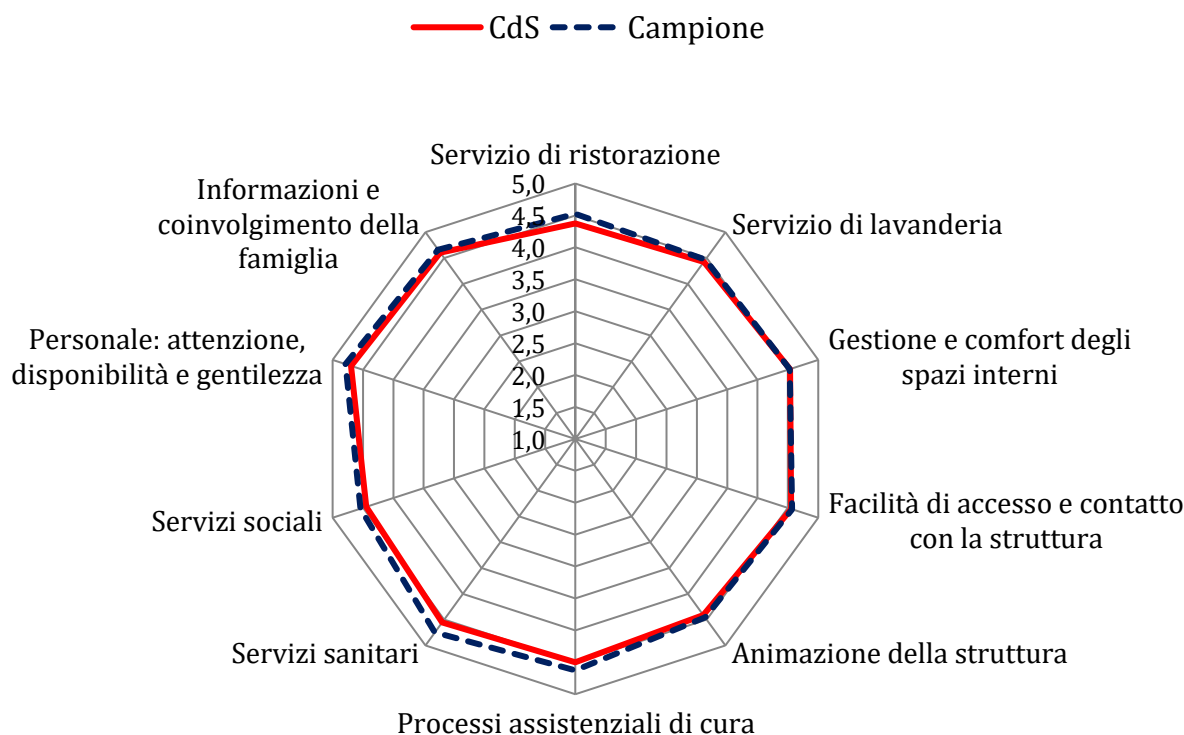 CdS Campione
Servizio di ristorazione
Informazioni e
coinvolgimento della
famiglia
5,0
4,5
4,0
3,5
3,0
2,5
2,0
1,5
1,0
Servizio di lavanderia
Personale: attenzione,
disponibilità e gentilezza
Gestione e comfort degli
spazi interni
Servizi sociali
Facilità di accesso e contatto
con la struttura
Servizi sanitari
Animazione della struttura
Processi assistenziali di cura